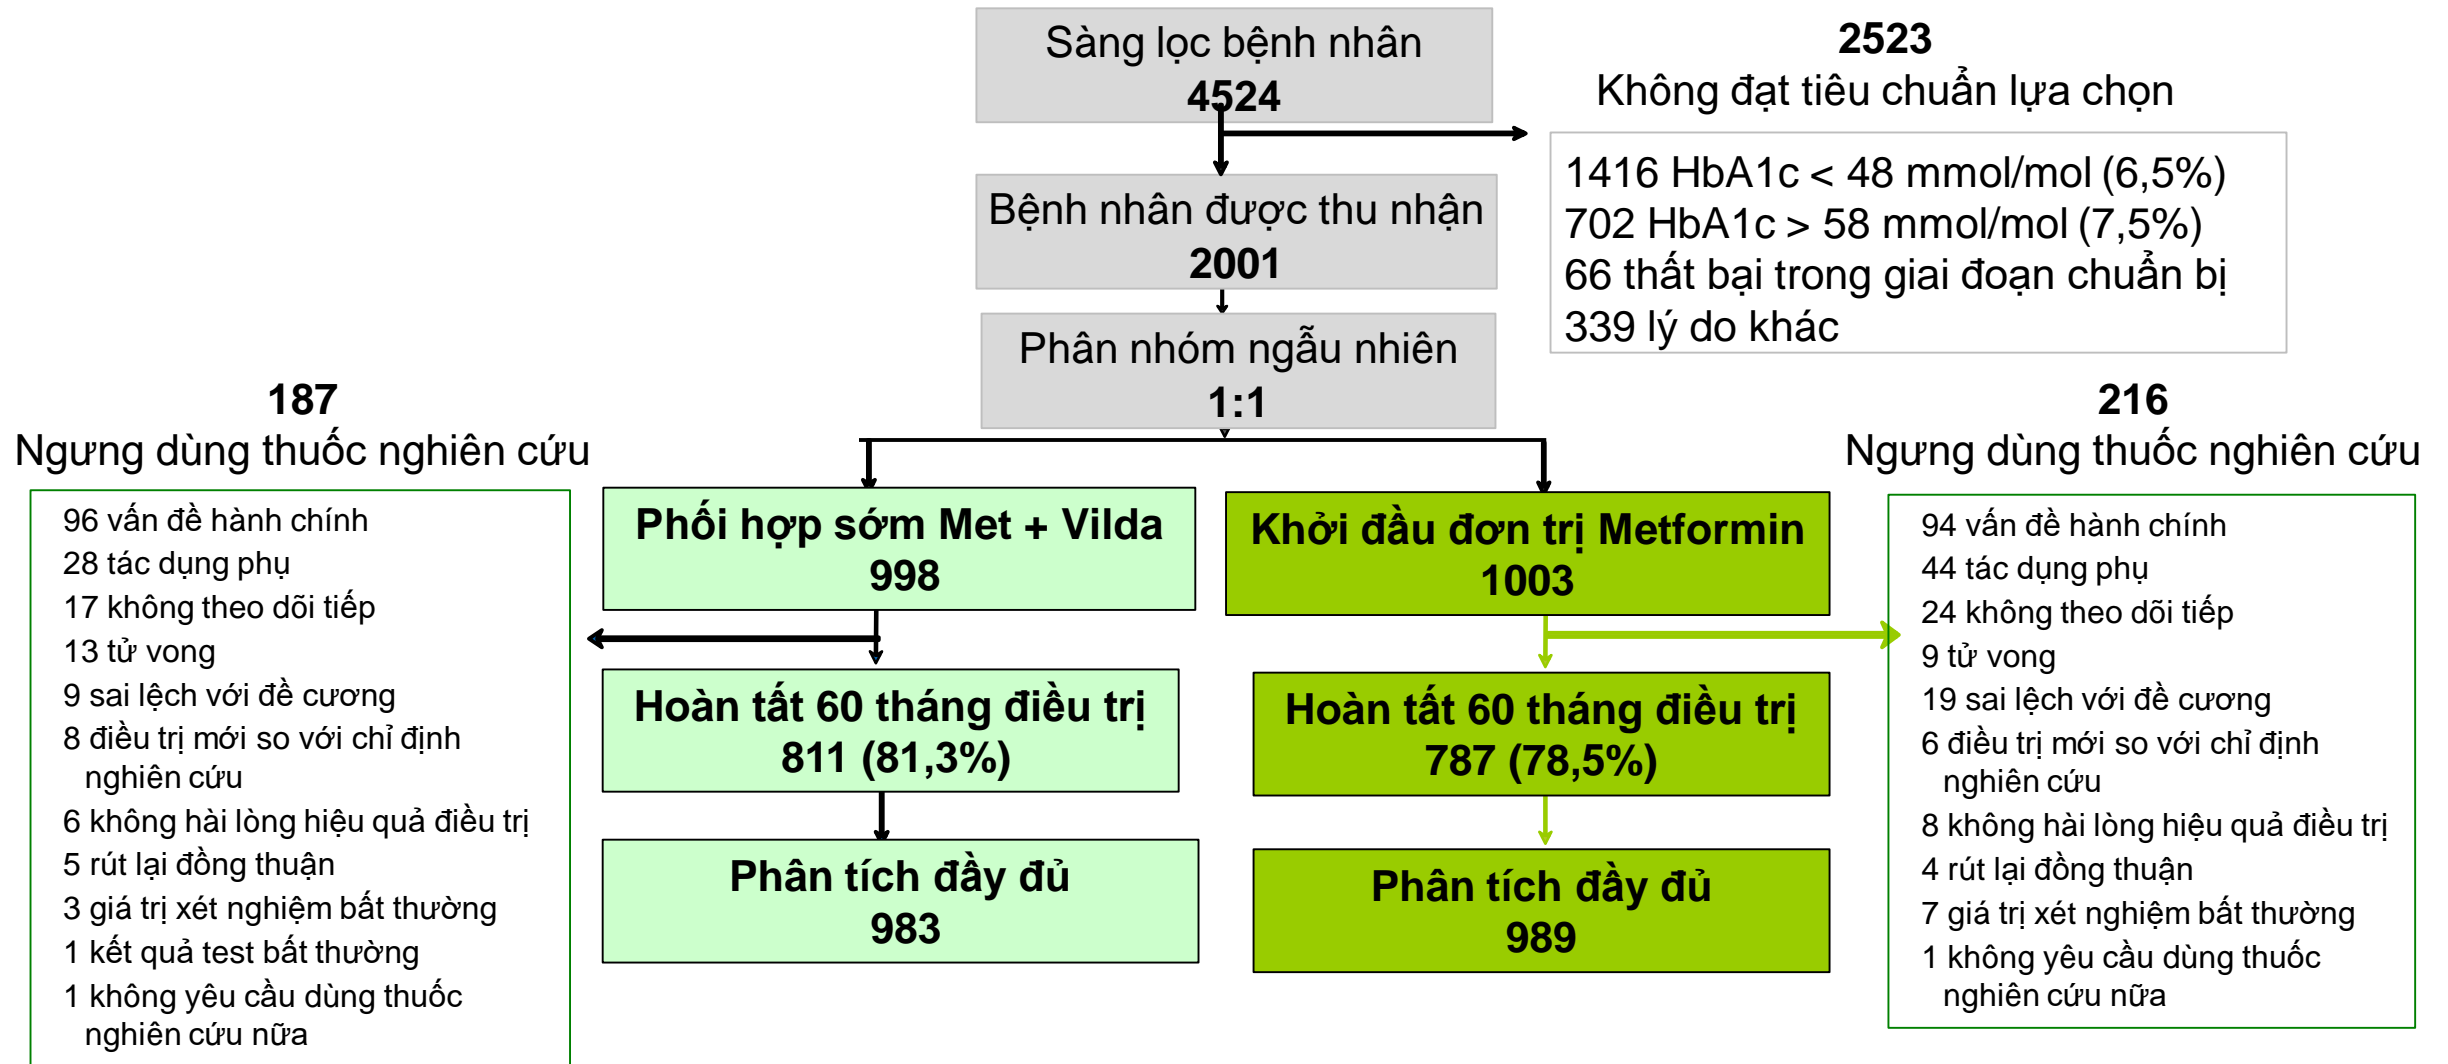 Sàng lọc bệnh nhân
4524
2523
Không đạt tiêu chuẩn lựa chọn
1416 HbA1c < 48 mmol/mol (6,5%)
702 HbA1c > 58 mmol/mol (7,5%)
66 thất bại trong giai đoạn chuẩn bị
339 lý do khác
Bệnh nhân được thu nhận
2001
Phân nhóm ngẫu nhiên
1:1
187
Ngưng dùng thuốc nghiên cứu
96 vấn đề hành chính
28 tác dụng phụ
17 không theo dõi tiếp
13 tử vong
9 sai lệch với đề cương
8 điều trị mới so với chỉ định
nghiên cứu
6 không hài lòng hiệu quả điều trị
5 rút lại đồng thuận
3 giá trị xét nghiệm bất thường
1 kết quả test bất thường
1 không yêu cầu dùng thuốc
nghiên cứu nữa
Phối hợp sớm Met + Vilda
998
Hoàn tất 60 tháng điều trị
811 (81,3%)
Phân tích đầy đủ
983
Khởi đầu đơn trị Metformin
1003
Hoàn tất 60 tháng điều trị
787 (78,5%)
Phân tích đầy đủ
989
216
Ngưng dùng thuốc nghiên cứu
94 vấn đề hành chính
44 tác dụng phụ
24 không theo dõi tiếp
9 tử vong
19 sai lệch với đề cương
6 điều trị mới so với chỉ định
nghiên cứu
8 không hài lòng hiệu quả điều trị
4 rút lại đồng thuận
7 giá trị xét nghiệm bất thường
1 không yêu cầu dùng thuốc
nghiên cứu nữa